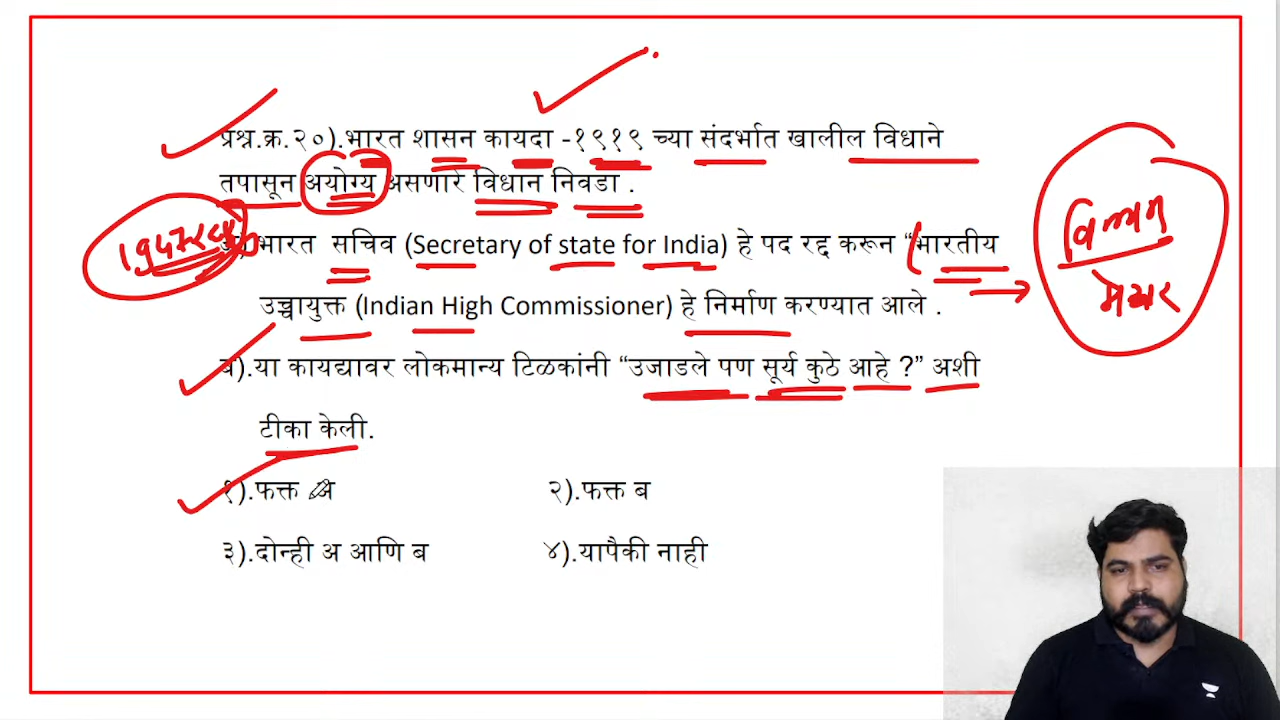 प्रश्न.क्र.२०).भारत शासन कायदा -१९१९ च्या संदर्भात खालील विधाने
तपासून अयोग्य असणारे विधान निवडा .
भारत सचिव (Secretary of state for India) हे पद रद्द करून “भारतीय
उच्चायुक्त (Indian High Commissioner) हे निर्माण करण्यात आले .
ब).या कायद्यावर लोकमान्य टिळकांनी “उजाडले पण सूर्य कुठे आहे ?” अशी
टीका केली.
१).फक्त अ
२).फक्त ब
३).दोन्ही अ आणि ब
४).यापैकी नाही
मेयर